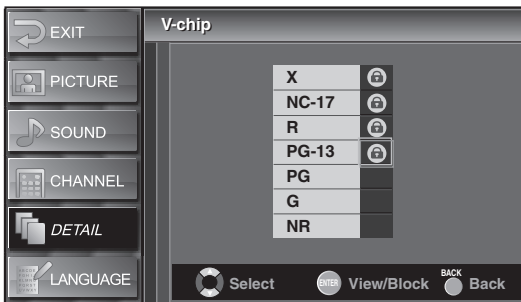 V-chip
EXIT
PICTURE
SOUND
CHANNEL
DETAIL
LANGUAGE
X
NC-17
R
PG-13
PG
G
NR
Select ENTER View/Block BACK Back